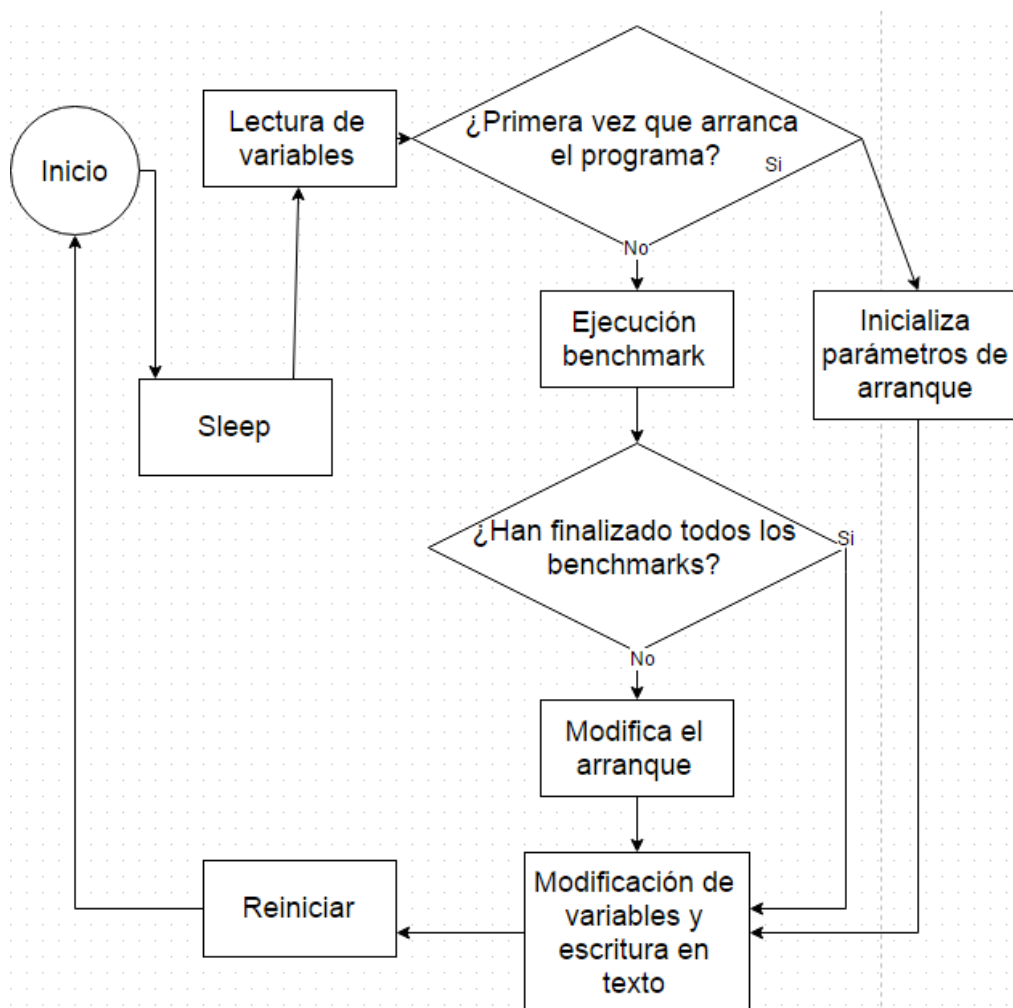 Inicio
Sleep
Lectura de
variables
¿Primera vez que arranca
el programa?
Si
No
Ejecución
benchmark
Inicializa
parámetros de
arranque
¿Han finalizado todos los
benchmarks?
Si
No
Modifica el
arranque
Modificación de
variables y
escritura en
texto
Reiniciar